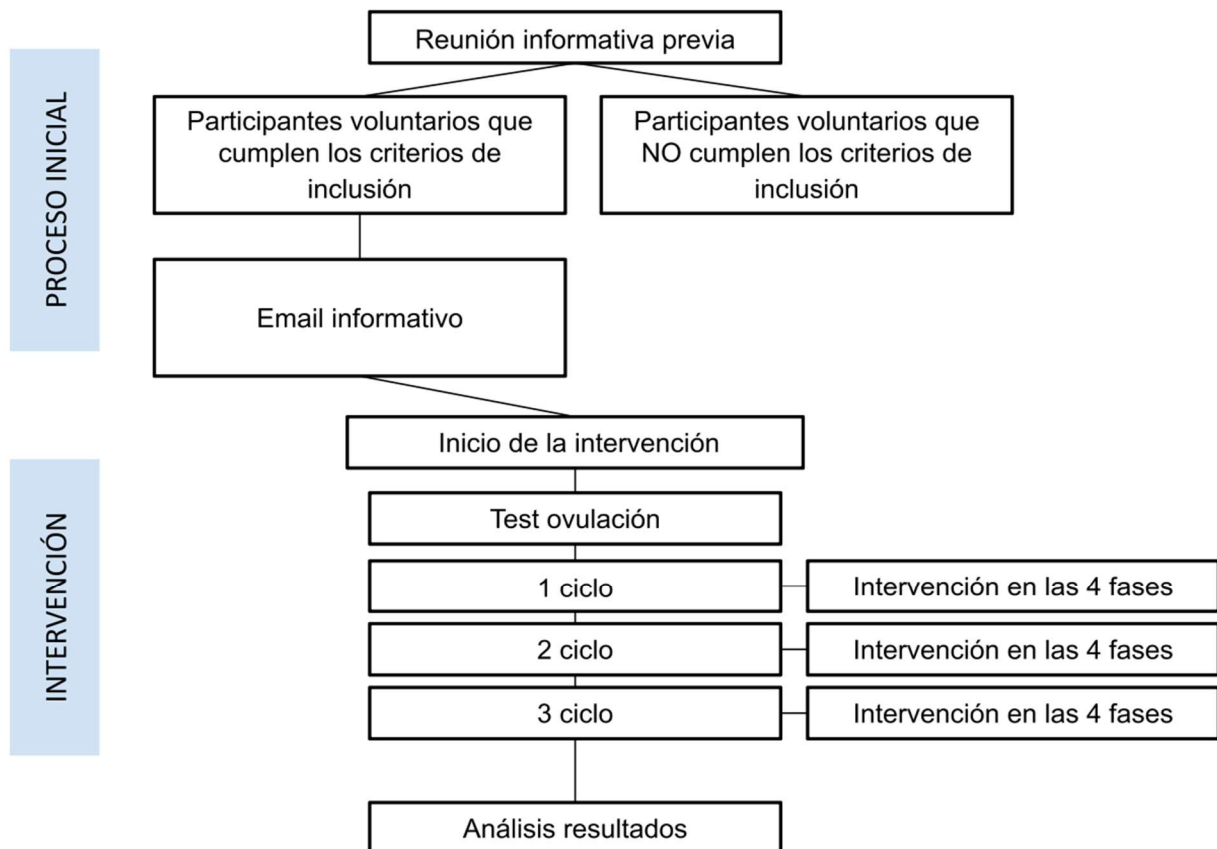 Reunión informativa previa
PROCESO INICIAL
Participantes voluntarios que
cumplen los criterios de
inclusión
Participantes voluntarios que
NO cumplen los criterios de
inclusión
Email informativo
Inicio de la intervención
INTERVENCIÓN
Test ovulación
1 ciclo
Intervención en las 4 fases
2 ciclo
Intervención en las 4 fases
3 ciclo
Intervención en las 4 fases
Análisis resultados